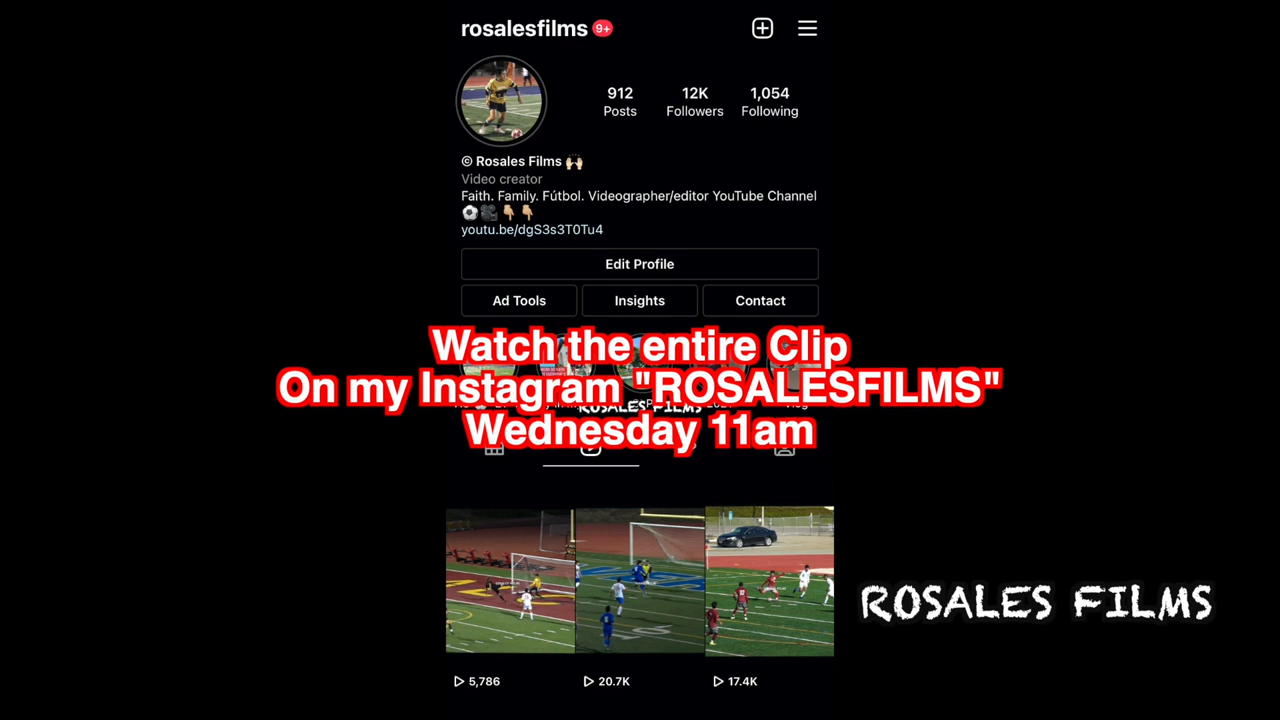 rosalesfilms 9+
912 12K 1,054
Posts Followers Following
© Rosales Films 🙌🏻
Video creator
Faith. Family. Fútbol. Videographer/editor YouTube Channel
⚽🎥👇🏼👇🏼
youtu.be/dgS3s3T0Tu4
Edit Profile
Ad Tools Insights Contact
Watch the entire Clip
On my Instagram "ROSALESFILMS"
Wednesday 11am
ROSALES FILMS
ROSALES FILMS
5,786 20.7K 17.4K